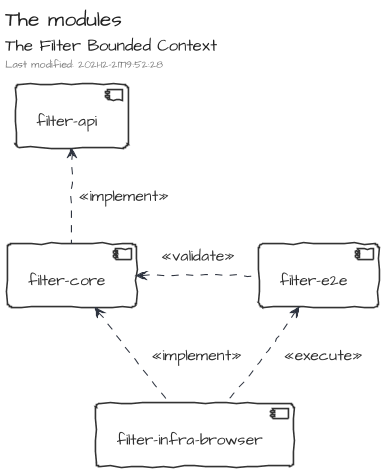 The modules
The Filter Bounded Context
Last modified: 2021-12-21T19:52:28
filter-api
«implement»
«validate»
filter-core
filter-e2e
«implement»
«execute»
filter-infra-browser